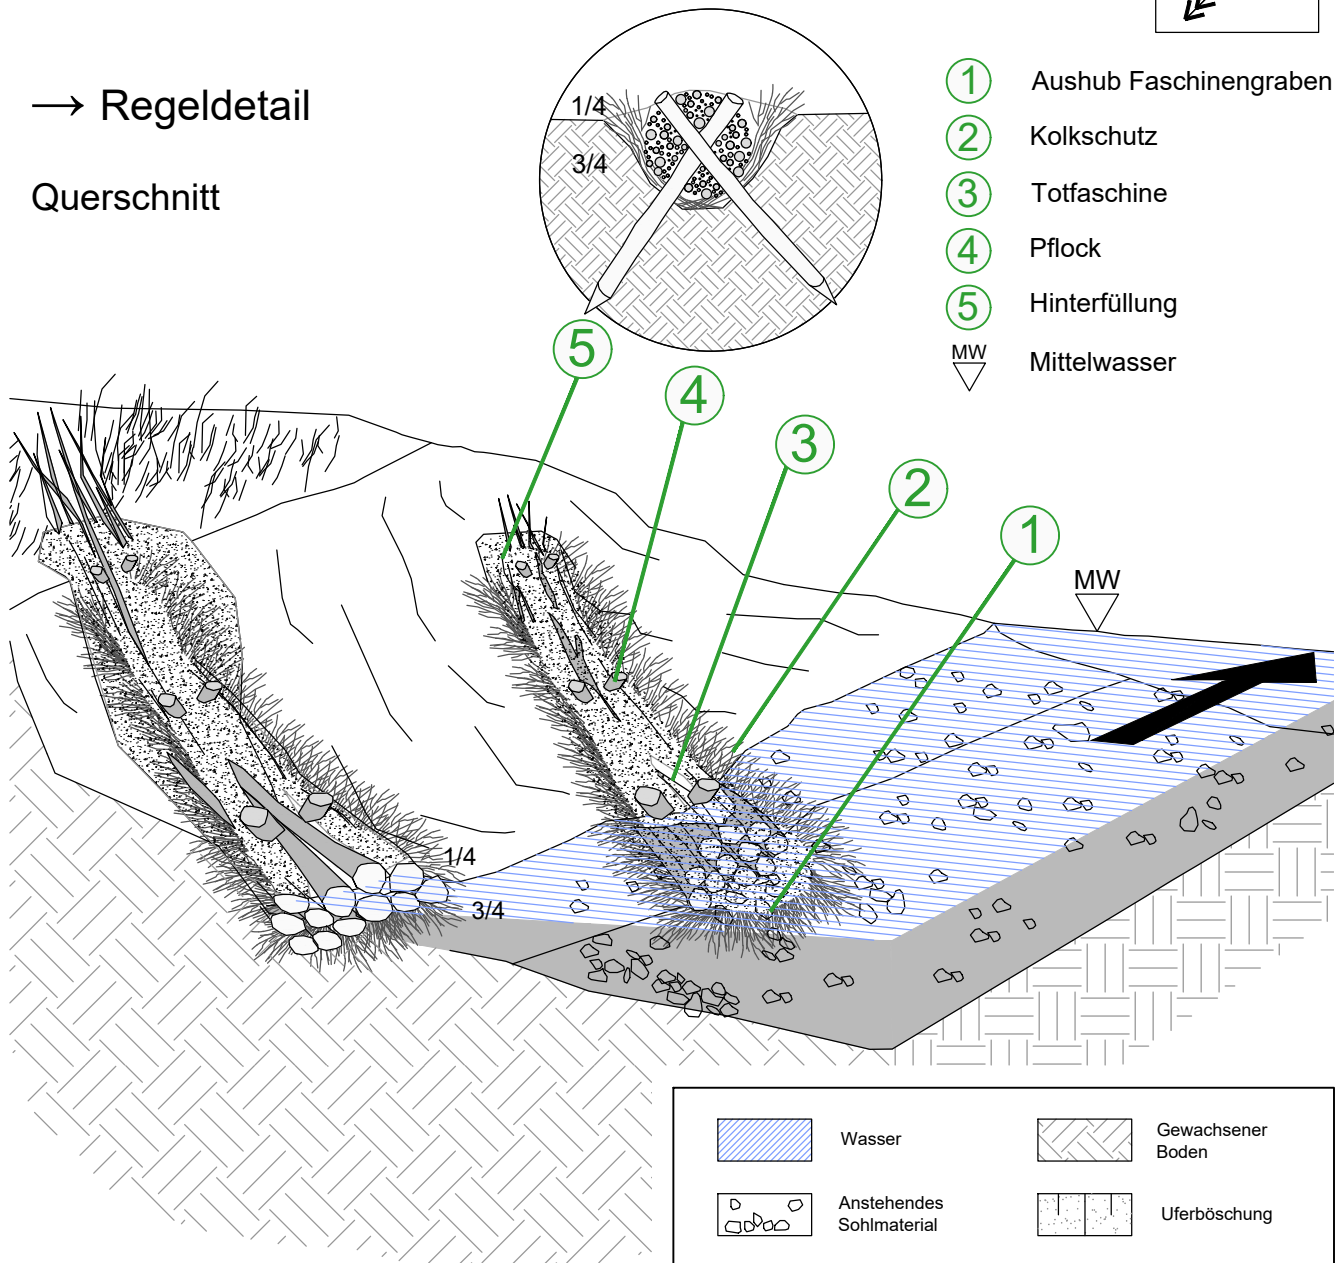 → Regeldetail
Querschnitt
1/4
3/4
1 Aushub Faschinengraben
2 Kolkschutz
3 Totfaschine
4 Pflock
5 Hinterfüllung
MW Mittelwasser
5
4
3
2
1
MW
1/4
3/4
Wasser
Gewachsener
Boden
Anstehendes
Sohlmaterial
Uferböschung